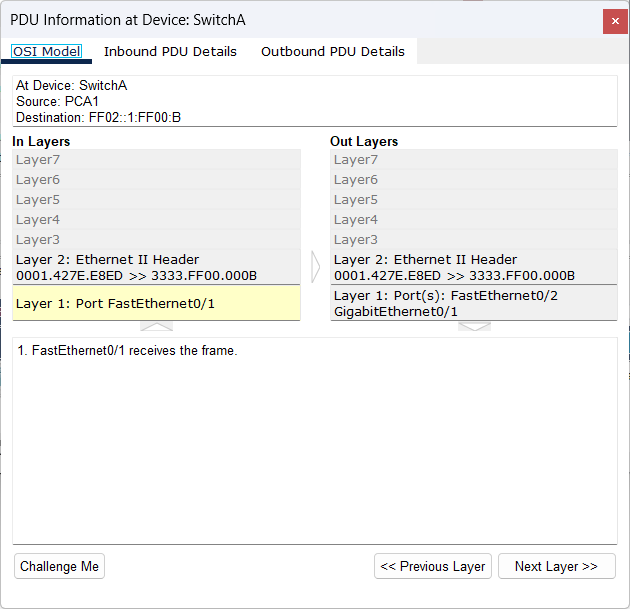 PDU Information at Device: SwitchA
OSI Model Inbound PDU Details Outbound PDU Details
At Device: SwitchA
Source: PCA1
Destination: FF02::1:FF00:B
In Layers
Layer7
Layer6
Layer5
Layer4
Layer3
Layer 2: Ethernet II Header
0001.427E.E8ED >> 3333.FF00.000B
Layer 1: Port FastEthernet0/1
Out Layers
Layer7
Layer6
Layer5
Layer4
Layer3
Layer 2: Ethernet II Header
0001.427E.E8ED >> 3333.FF00.000B
Layer 1: Port(s): FastEthernet0/2
GigabitEthernet0/1
1. FastEthernet0/1 receives the frame.
Challenge Me << Previous Layer Next Layer >>